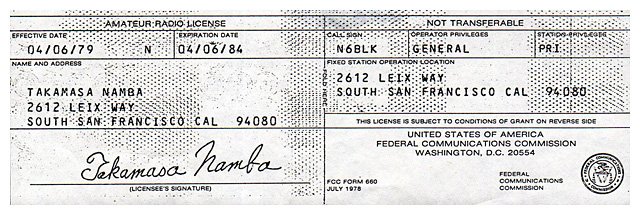 AMATEUR RADIO LICENSE
EFFECTIVE DATE EXPIRATION DATE
04/06/79 N 04/06/84
NAME AND ADDRESS
TAKAMASA NAMBA
2612 LEIX WAY
SOUTH SAN FRANCISCO CAL 94080
Takamasa Namba
(LICENSEE'S SIGNATURE)
FOLD HERE
NOT TRANSFERABLE
CALL SIGN OPERATOR PRIVILEGES STATION PRIVILEGES
N6BLK GENERAL PRI
FIXED STATION OPERATION LOCATION
2612 LEIX WAY
SOUTH SAN FRANCISCO CAL 94080
THIS LICENSE IS SUBJECT TO CONDITIONS OF GRANT ON REVERSE SIDE
UNITED STATES OF AMERICA
FEDERAL COMMUNICATIONS COMMISSION
WASHINGTON, D.C. 20554
FCC FORM 660
JULY 1978
FEDERAL
COMMUNICATIONS
COMMISSION